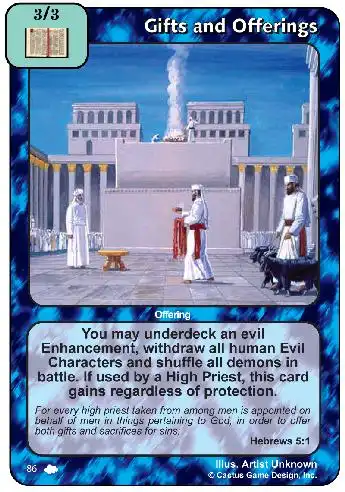 3/3
Gifts and Offerings
Offering
You may underdeck an evil
Enhancement, withdraw all human Evil
Characters and shuffle all demons in
battle. If used by a High Priest, this card
gains regardless of protection.
For every high priest taken from among men is appointed on
behalf of men in things pertaining to God, in order to offer
both gifts and sacrifices for sins;
Hebrews 5:1
86
Illus. Artist Unknown
© Cactus Game Design, Inc.